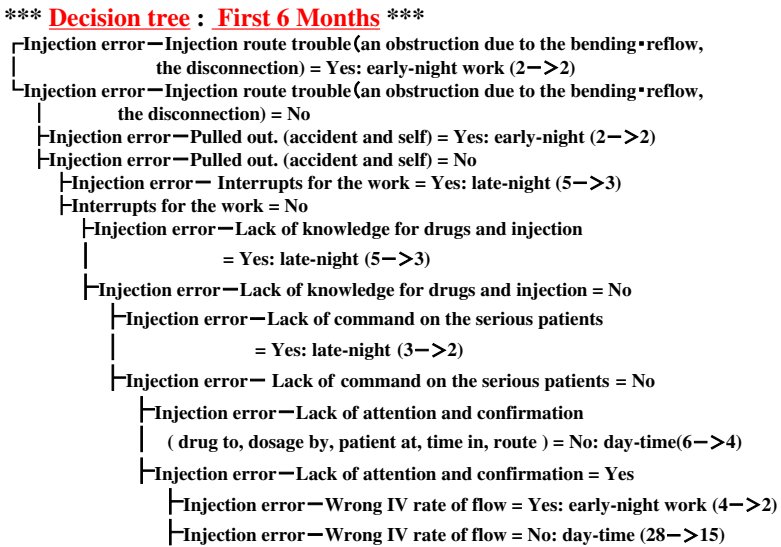 *** Decision tree : First 6 Months ***
Injection error－Injection route trouble(an obstruction due to the bending・reflow,
the disconnection) = Yes: early-night work (2－>2)
Injection error－Injection route trouble(an obstruction due to the bending・reflow,
the disconnection) = No
Injection error－Pulled out. (accident and self) = Yes: early-night (2－>2)
Injection error－Pulled out. (accident and self) = No
Injection error－ Interrupts for the work = Yes: late-night (5－>3)
Interrupts for the work = No
Injection error－Lack of knowledge for drugs and injection
= Yes: late-night (5－>3)
Injection error－Lack of knowledge for drugs and injection = No
Injection error－Lack of command on the serious patients
= Yes: late-night (3－>2)
Injection error－ Lack of command on the serious patients = No
Injection error－Lack of attention and confirmation
( drug to, dosage by, patient at, time in, route ) = No: day-time(6－>4)
Injection error－Lack of attention and confirmation = Yes
Injection error－Wrong IV rate of flow = Yes: early-night work (4－>2)
Injection error－Wrong IV rate of flow = No: day-time (28－>15)